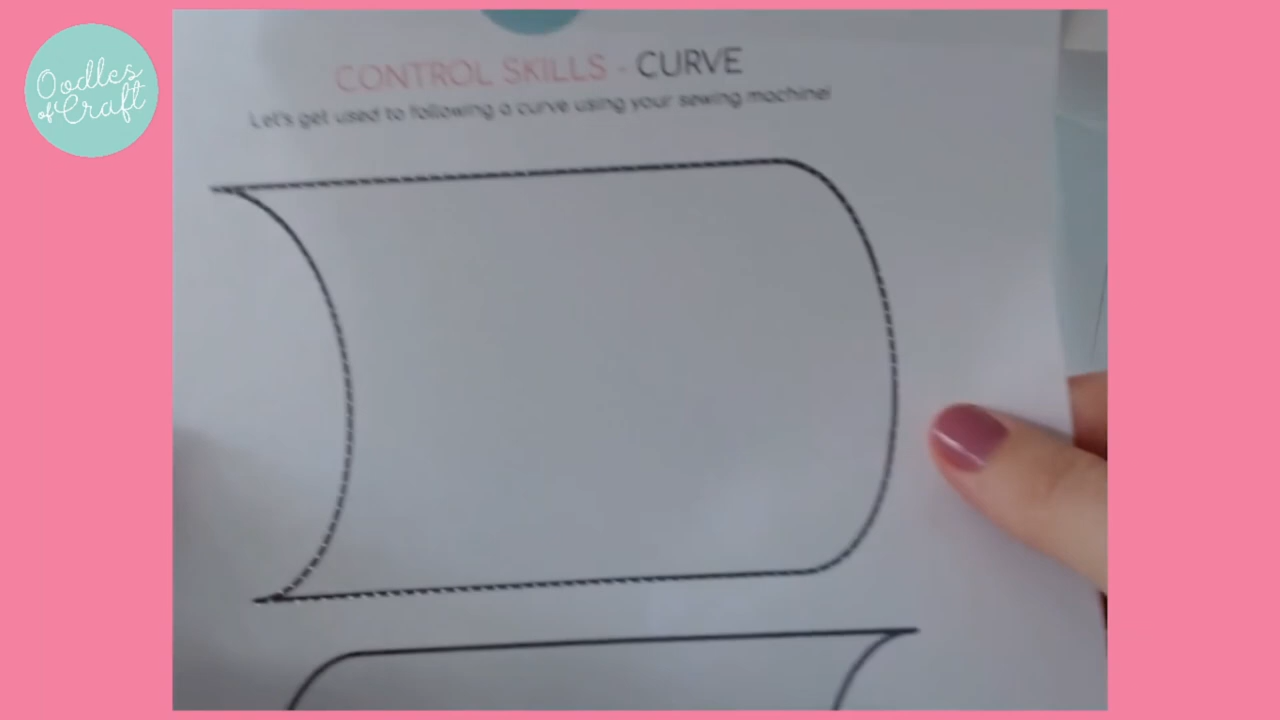 Oodles
of Craft
CONTROL SKILLS - CURVE
Let's get used to following a curve using your sewing machine!